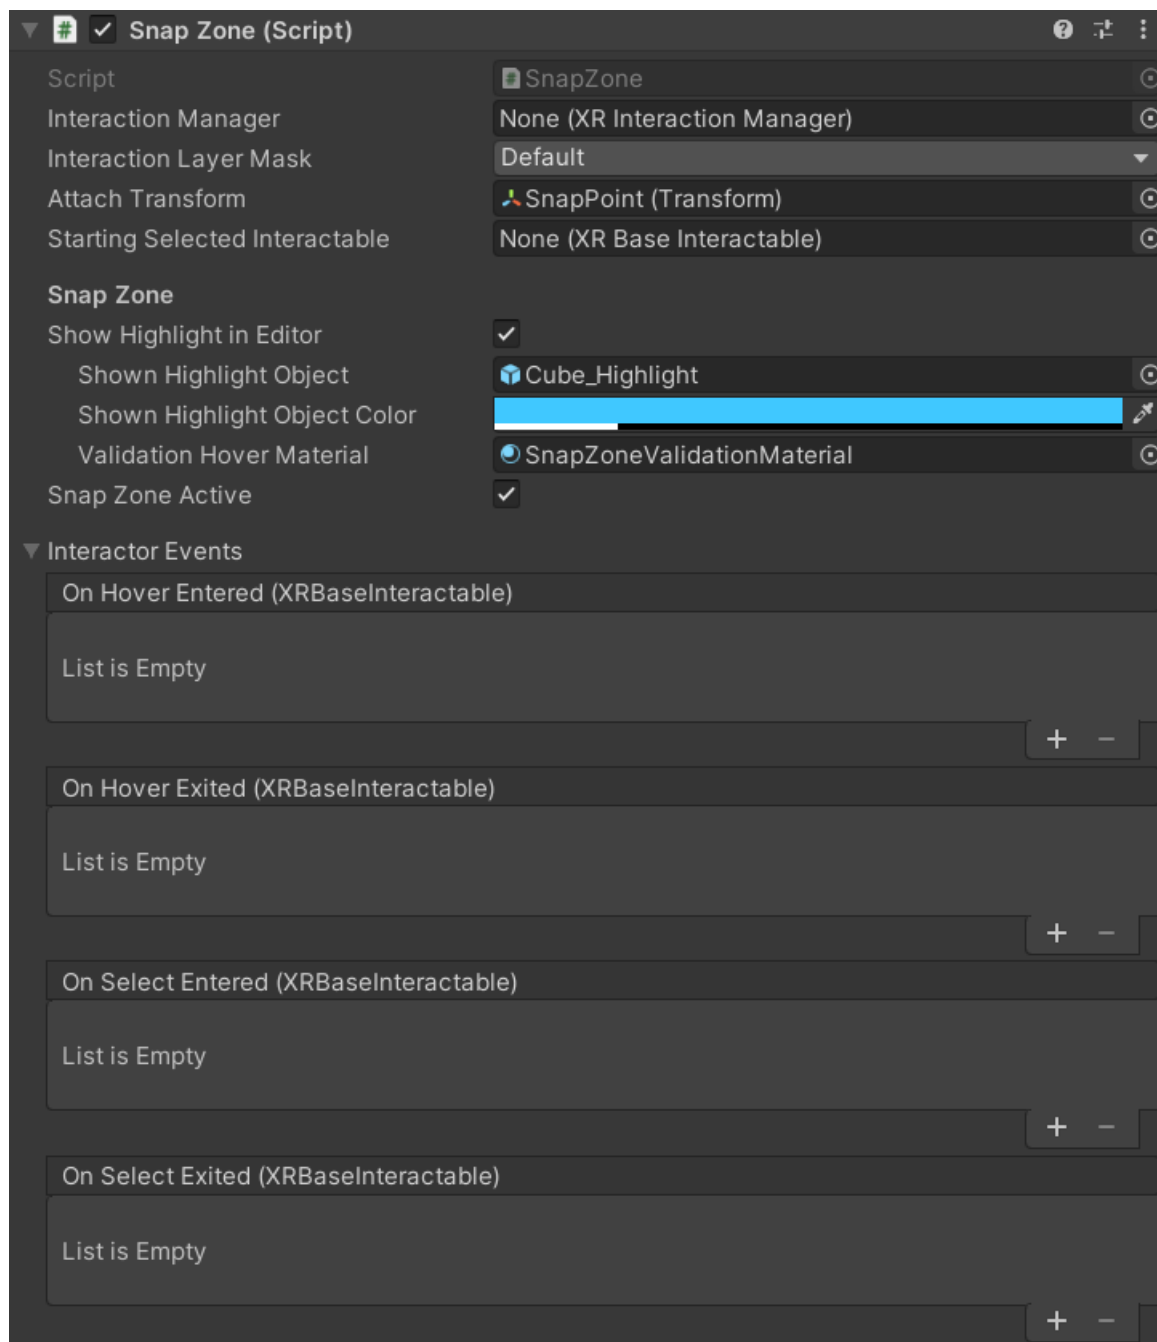 Snap Zone (Script)
Script SnapZone
Interaction Manager None (XR Interaction Manager)
Interaction Layer Mask Default
Attach Transform SnapPoint (Transform)
Starting Selected Interactable None (XR Base Interactable)
Snap Zone
Show Highlight in Editor
Shown Highlight Object Cube_Highlight
Shown Highlight Object Color
Validation Hover Material SnapZoneValidationMaterial
Snap Zone Active
Interactor Events
On Hover Entered (XRBaseInteractable)
List is Empty
+ −
On Hover Exited (XRBaseInteractable)
List is Empty
+ −
On Select Entered (XRBaseInteractable)
List is Empty
+ −
On Select Exited (XRBaseInteractable)
List is Empty
+ −